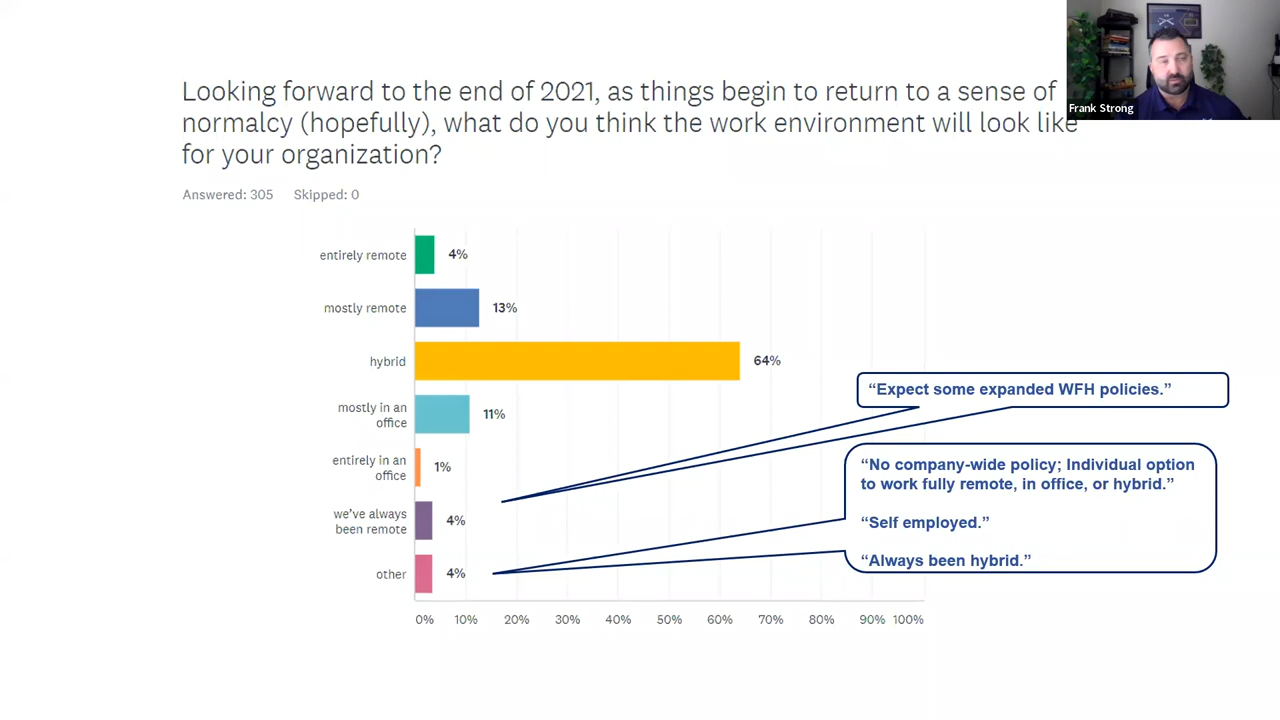 Frank Strong
Looking forward to the end of 2021, as things begin to return to a sense of
normalcy (hopefully), what do you think the work environment will look like
for your organization?
Answered: 305 Skipped: 0
entirely remote 4%
mostly remote 13%
hybrid 64%
mostly in an
office 11%
entirely in an
office 1%
we've always
been remote 4%
other 4%
0% 10% 20% 30% 40% 50% 60% 70% 80% 90% 100%
“Expect some expanded WFH policies.”
“No company-wide policy; Individual option
to work fully remote, in office, or hybrid.”
“Self employed.”
“Always been hybrid.”